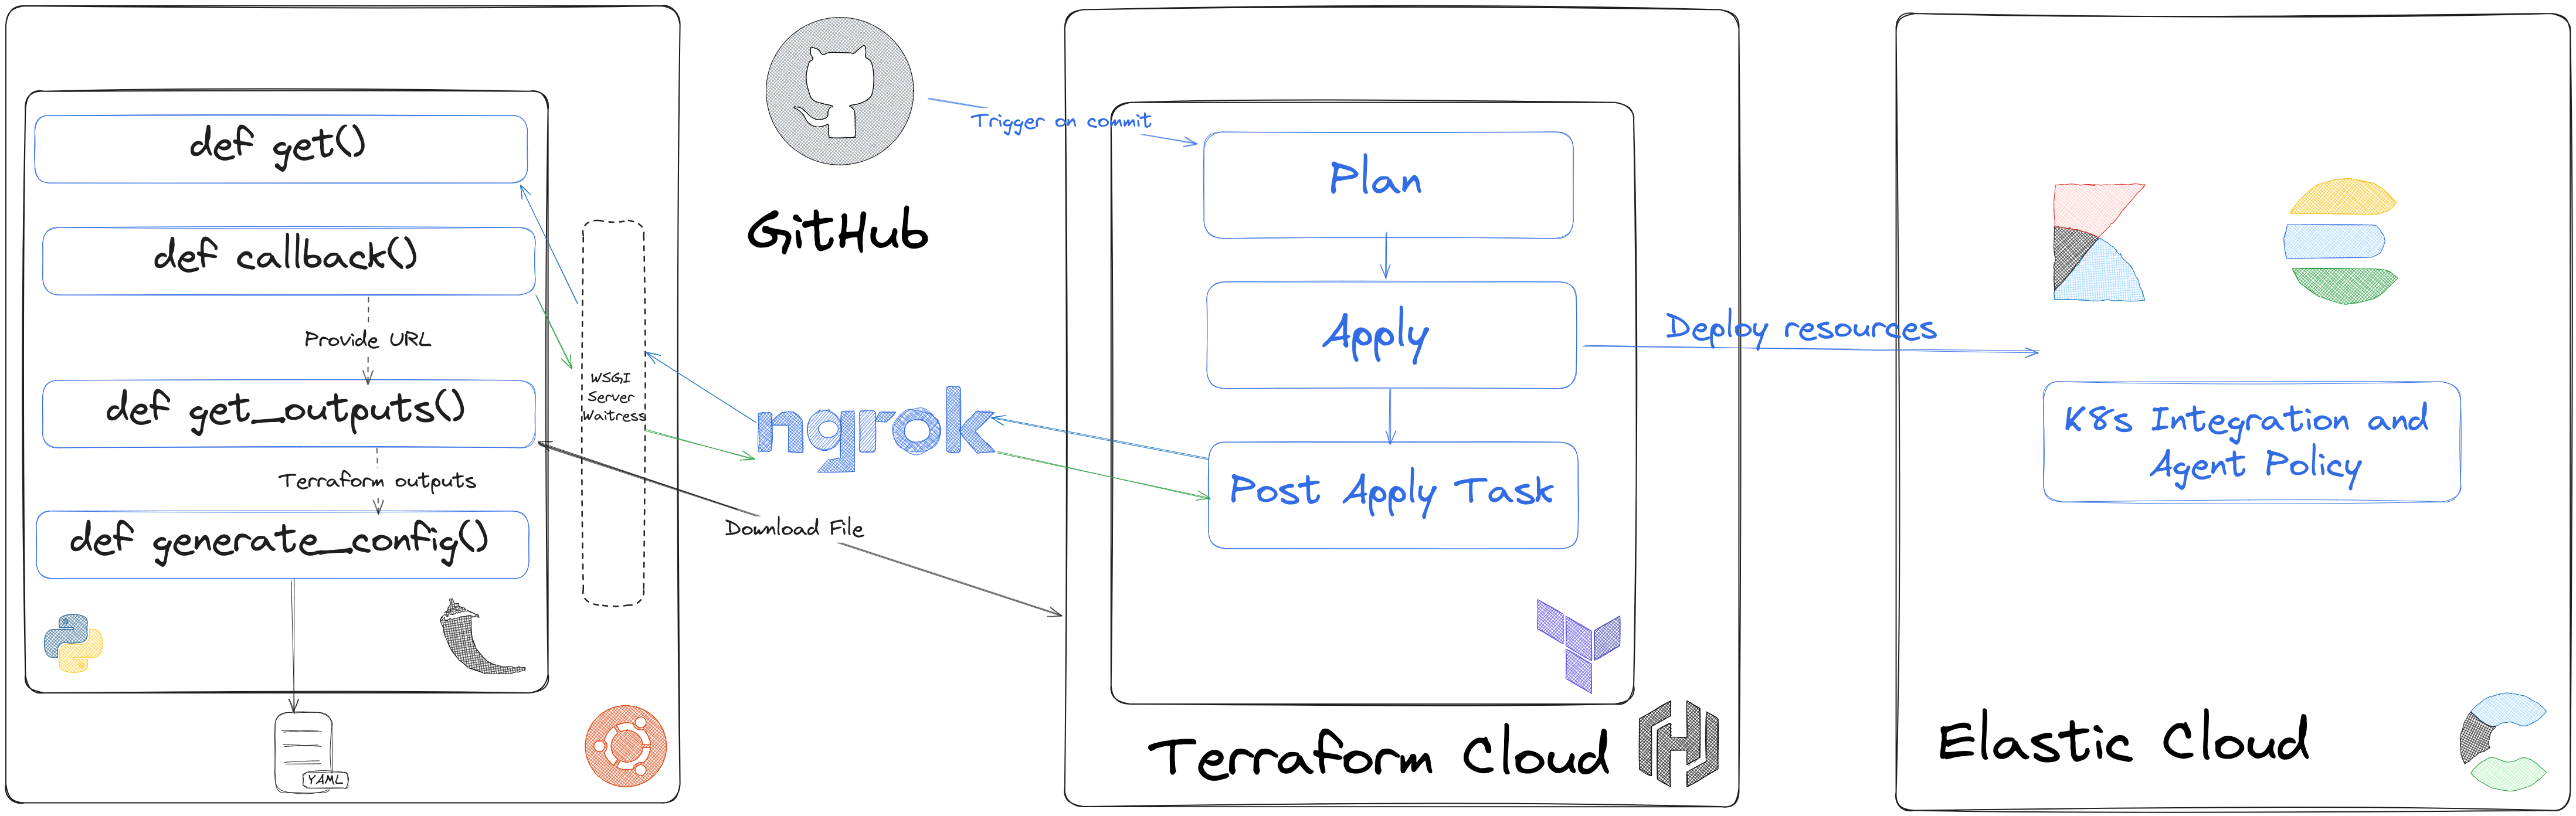 def get()
def callback()
Provide URL
def get_outputs()
Terraform outputs
def generate_config()
YAML
WSGI
Server
Waitress
GitHub
Trigger on commit
ngrok
Download File
Plan
Apply
Post Apply Task
Terraform Cloud
Deploy resources
K8s Integration and
Agent Policy
Elastic Cloud